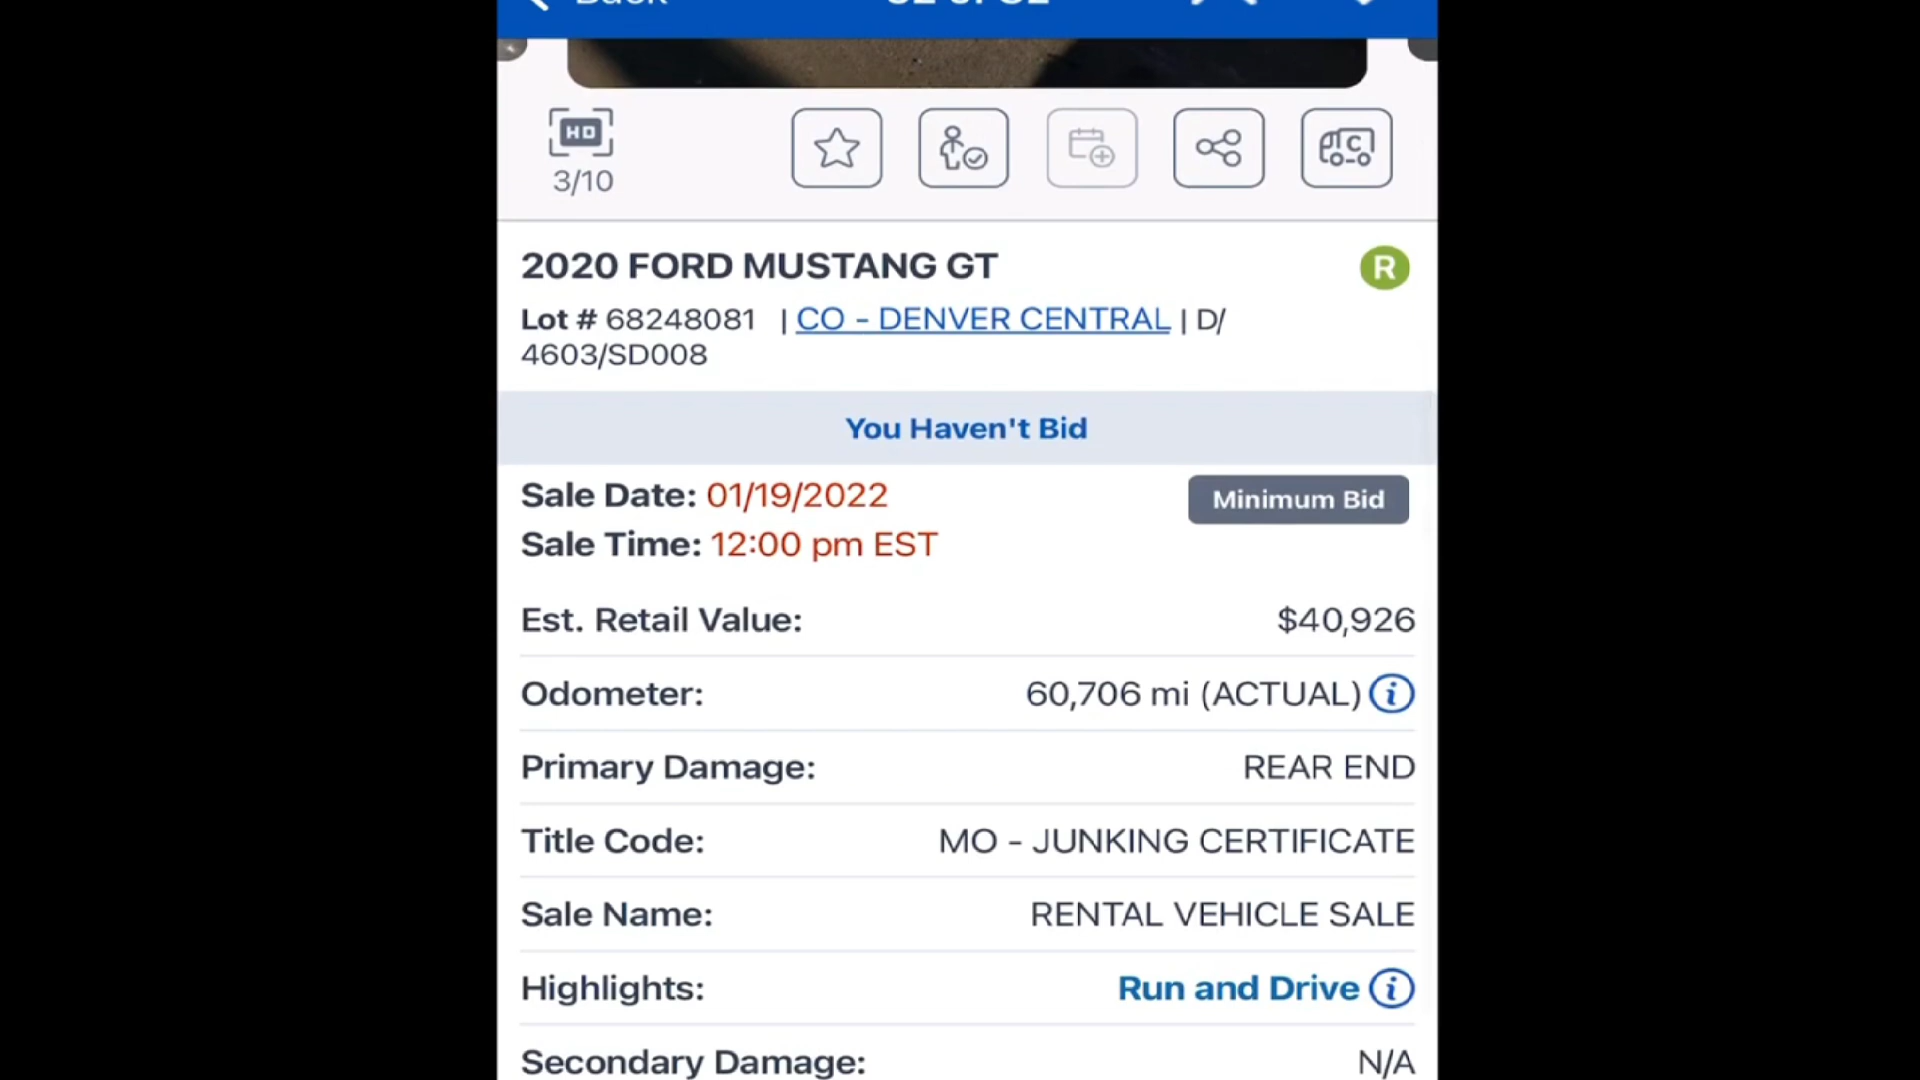 Back
HD
3/10
C
2020 FORD MUSTANG GT
R
Lot # 68248081 | CO - DENVER CENTRAL | D/
4603/SD008
You Haven't Bid
Sale Date: 01/19/2022
Minimum Bid
Sale Time: 12:00 pm EST
Est. Retail Value: $40,926
Odometer: 60,706 mi (ACTUAL) i
Primary Damage: REAR END
Title Code: MO - JUNKING CERTIFICATE
Sale Name: RENTAL VEHICLE SALE
Highlights: Run and Drive i
Secondary Damage: N/A